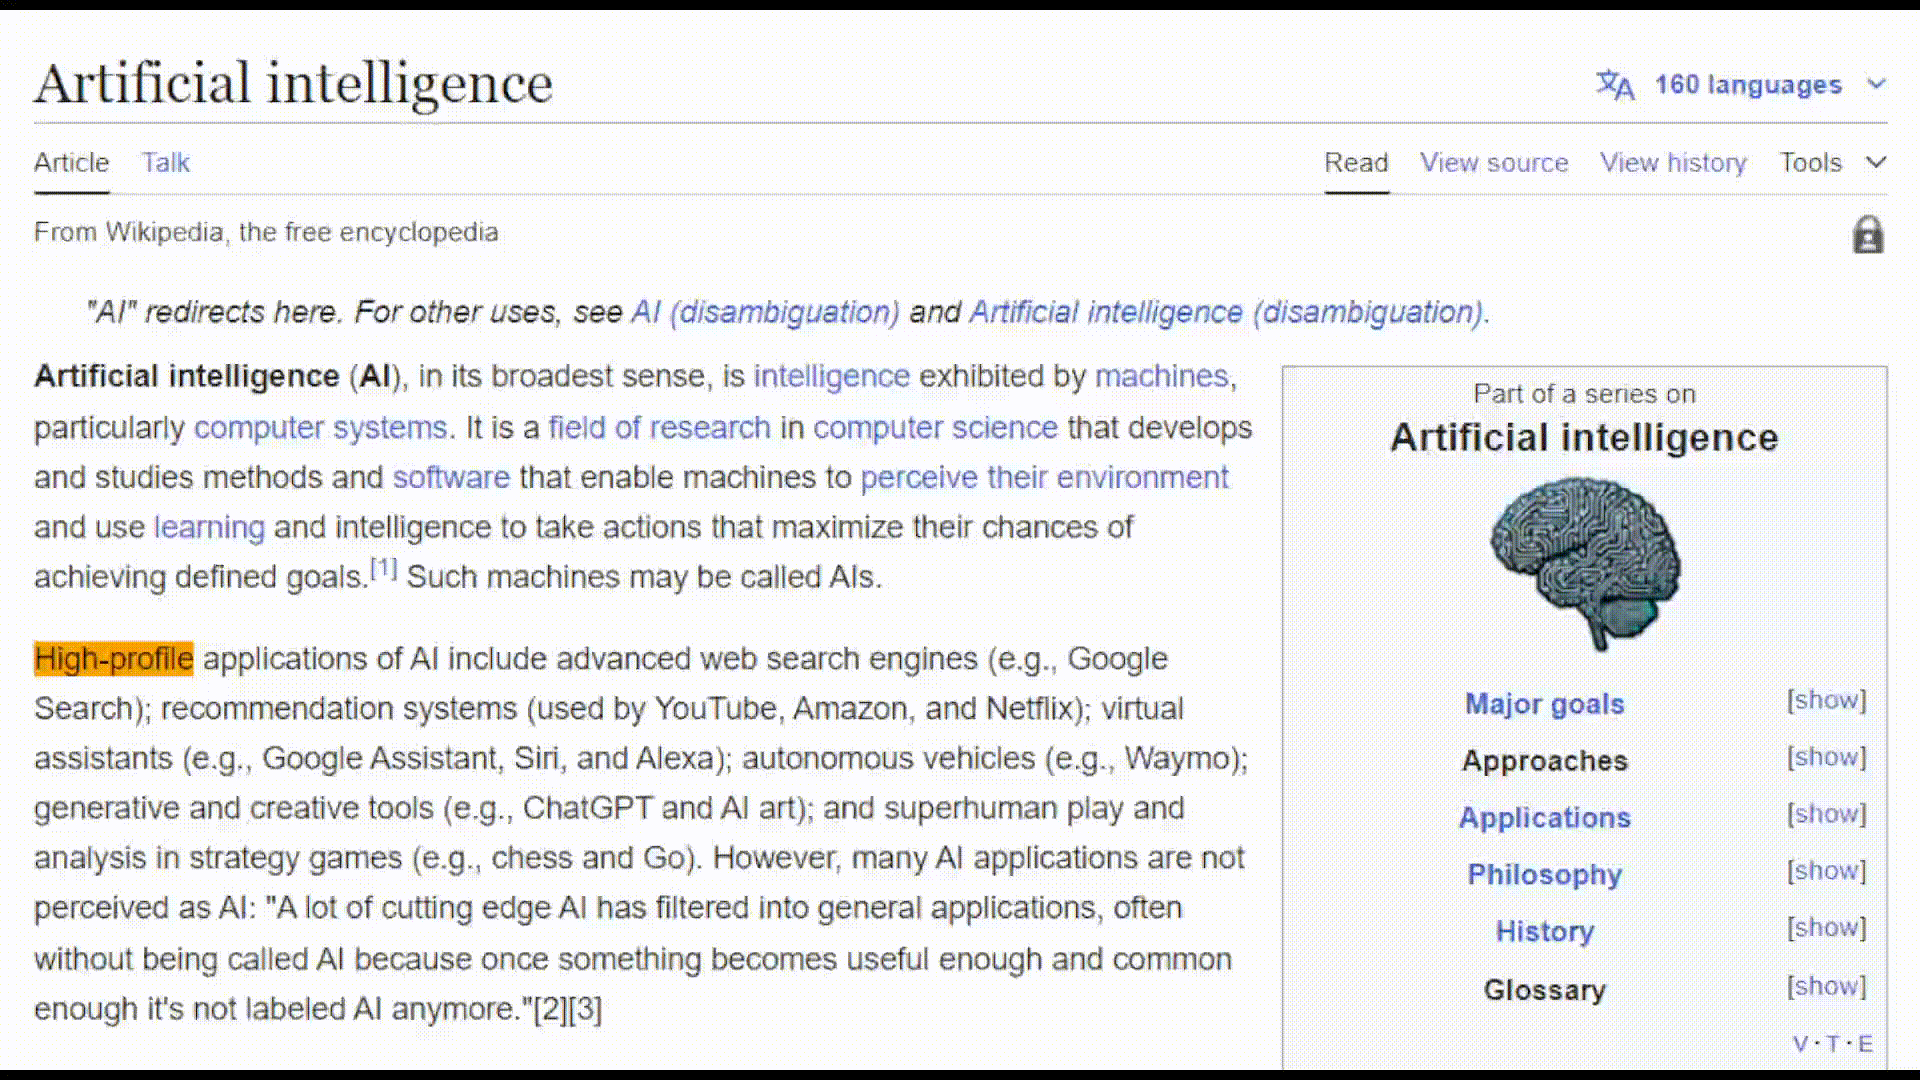 Artificial intelligence
160 languages
Article Talk
Read View source View history Tools
From Wikipedia, the free encyclopedia
"AI" redirects here. For other uses, see AI (disambiguation) and Artificial intelligence (disambiguation).
Artificial intelligence (AI), in its broadest sense, is intelligence exhibited by machines,
particularly computer systems. It is a field of research in computer science that develops
and studies methods and software that enable machines to perceive their environment
and use learning and intelligence to take actions that maximize their chances of
achieving defined goals.[1] Such machines may be called AIs.
High-profile applications of AI include advanced web search engines (e.g., Google
Search); recommendation systems (used by YouTube, Amazon, and Netflix); virtual
assistants (e.g., Google Assistant, Siri, and Alexa); autonomous vehicles (e.g., Waymo);
generative and creative tools (e.g., ChatGPT and AI art); and superhuman play and
analysis in strategy games (e.g., chess and Go). However, many AI applications are not
perceived as AI: "A lot of cutting edge AI has filtered into general applications, often
without being called AI because once something becomes useful enough and common
enough it's not labeled AI anymore."[2][3]
Part of a series on
Artificial intelligence
Major goals [show]
Approaches [show]
Applications [show]
Philosophy [show]
History [show]
Glossary [show]
V · T · E